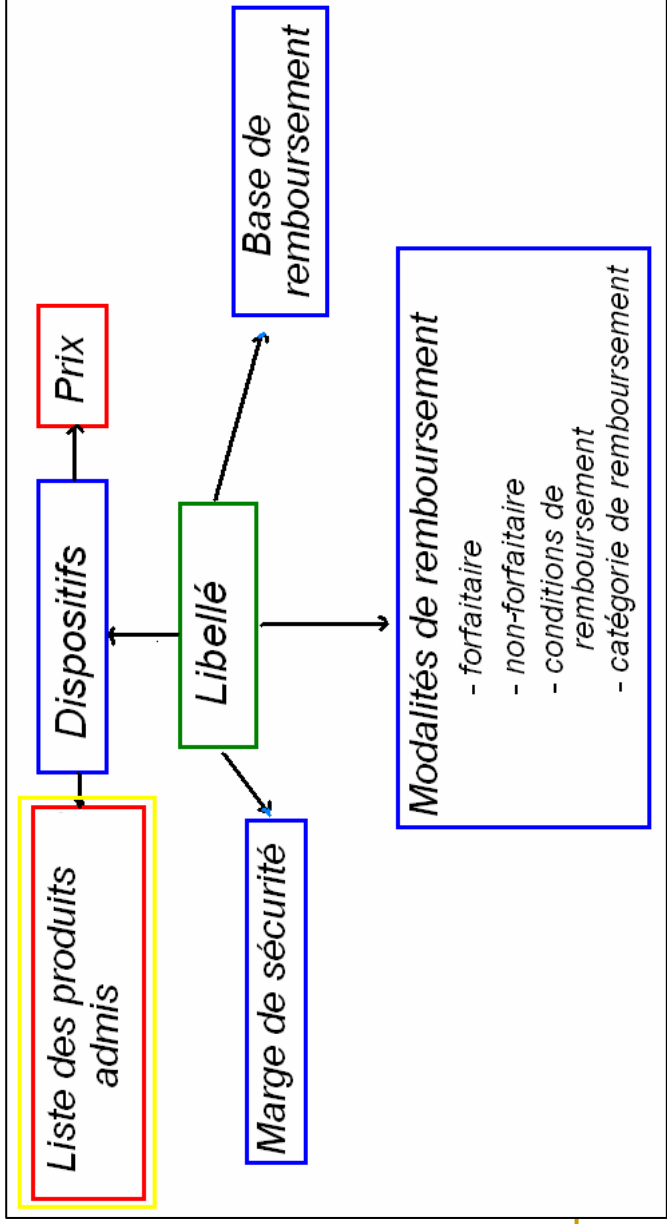 Liste des produits
admis
Dispositifs
Prix
Libellé
Marge de sécurité
Base de
remboursement
Modalités de remboursement
- forfaitaire
- non-forfaitaire
- conditions de
remboursement
- catégorie de remboursement